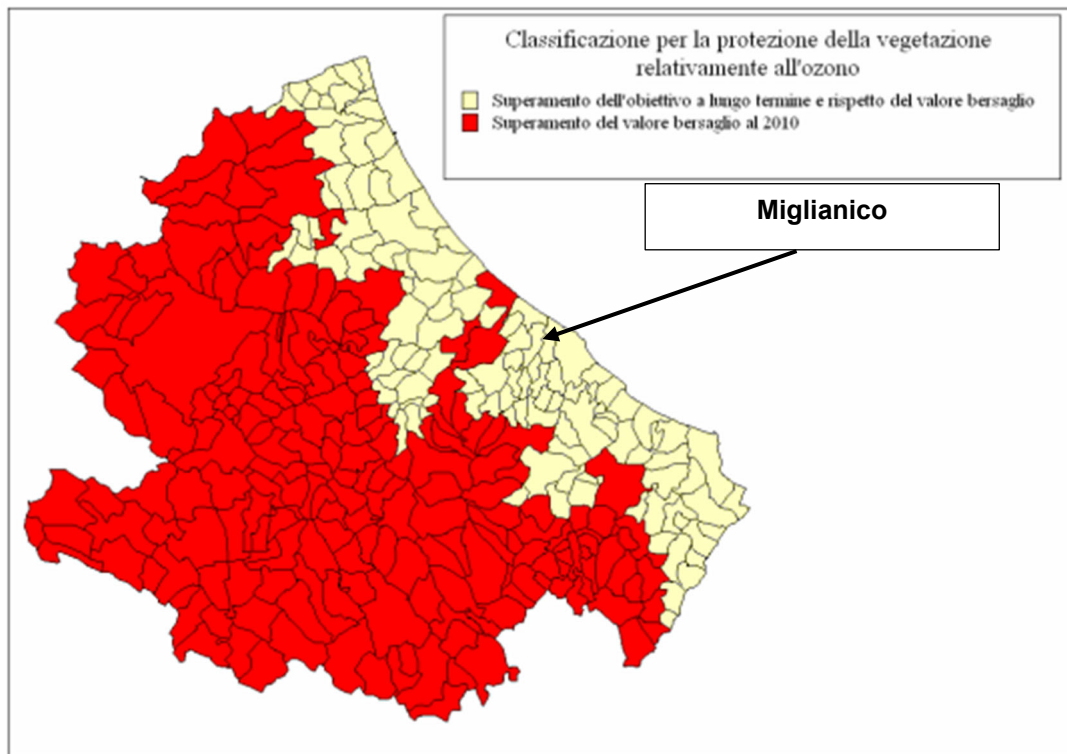 Classificazione per la protezione della vegetazione
relativamente all'ozono
Superamento dell'obiettivo a lungo termine e rispetto del valore bersaglio
Superamento del valore bersaglio al 2010
Miglianico